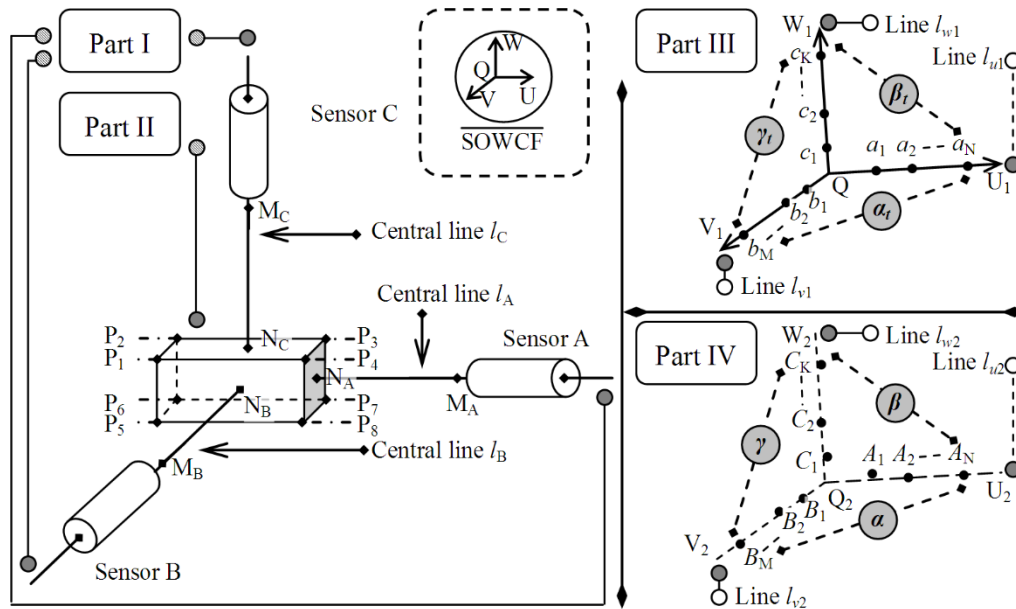 Part I
Part II
Sensor C
W
Q
V
U
SOWCF
M_C
Central line l_C
Central line l_A
Sensor A
P_2
N_C
P_3
P_1
P_4
N_A
M_A
P_6
N_B
P_7
P_5
P_8
M_B
Central line l_B
Sensor B
Part III
W_1
Line l_w1
Line l_u1
c_K
β_t
γ_t
c_2
c_1
a_1
a_2
a_N
Q
U_1
b_1
b_2
α_t
V_1
b_M
Line l_v1
Part IV
W_2
Line l_w2
Line l_u2
C_K
β
γ
C_2
C_1
A_1
A_2
A_N
Q_2
U_2
B_1
B_2
α
V_2
B_M
Line l_v2